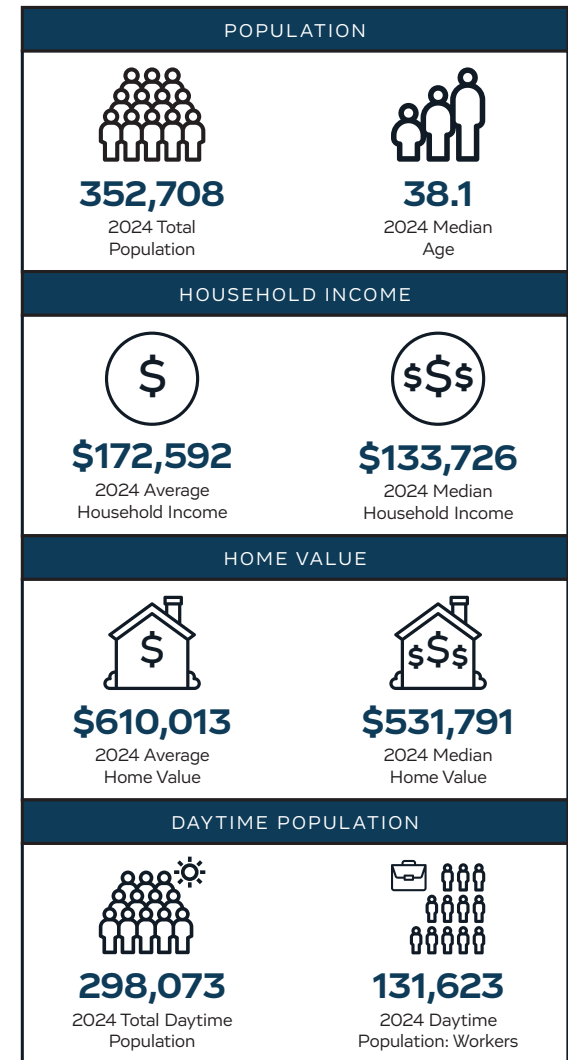 POPULATION
352,708
2024 Total
Population
38.1
2024 Median
Age
HOUSEHOLD INCOME
$
$172,592
2024 Average
Household Income
$$$
$133,726
2024 Median
Household Income
HOME VALUE
$
$610,013
2024 Average
Home Value
$$$
$531,791
2024 Median
Home Value
DAYTIME POPULATION
298,073
2024 Total Daytime
Population
131,623
2024 Daytime
Population: Workers